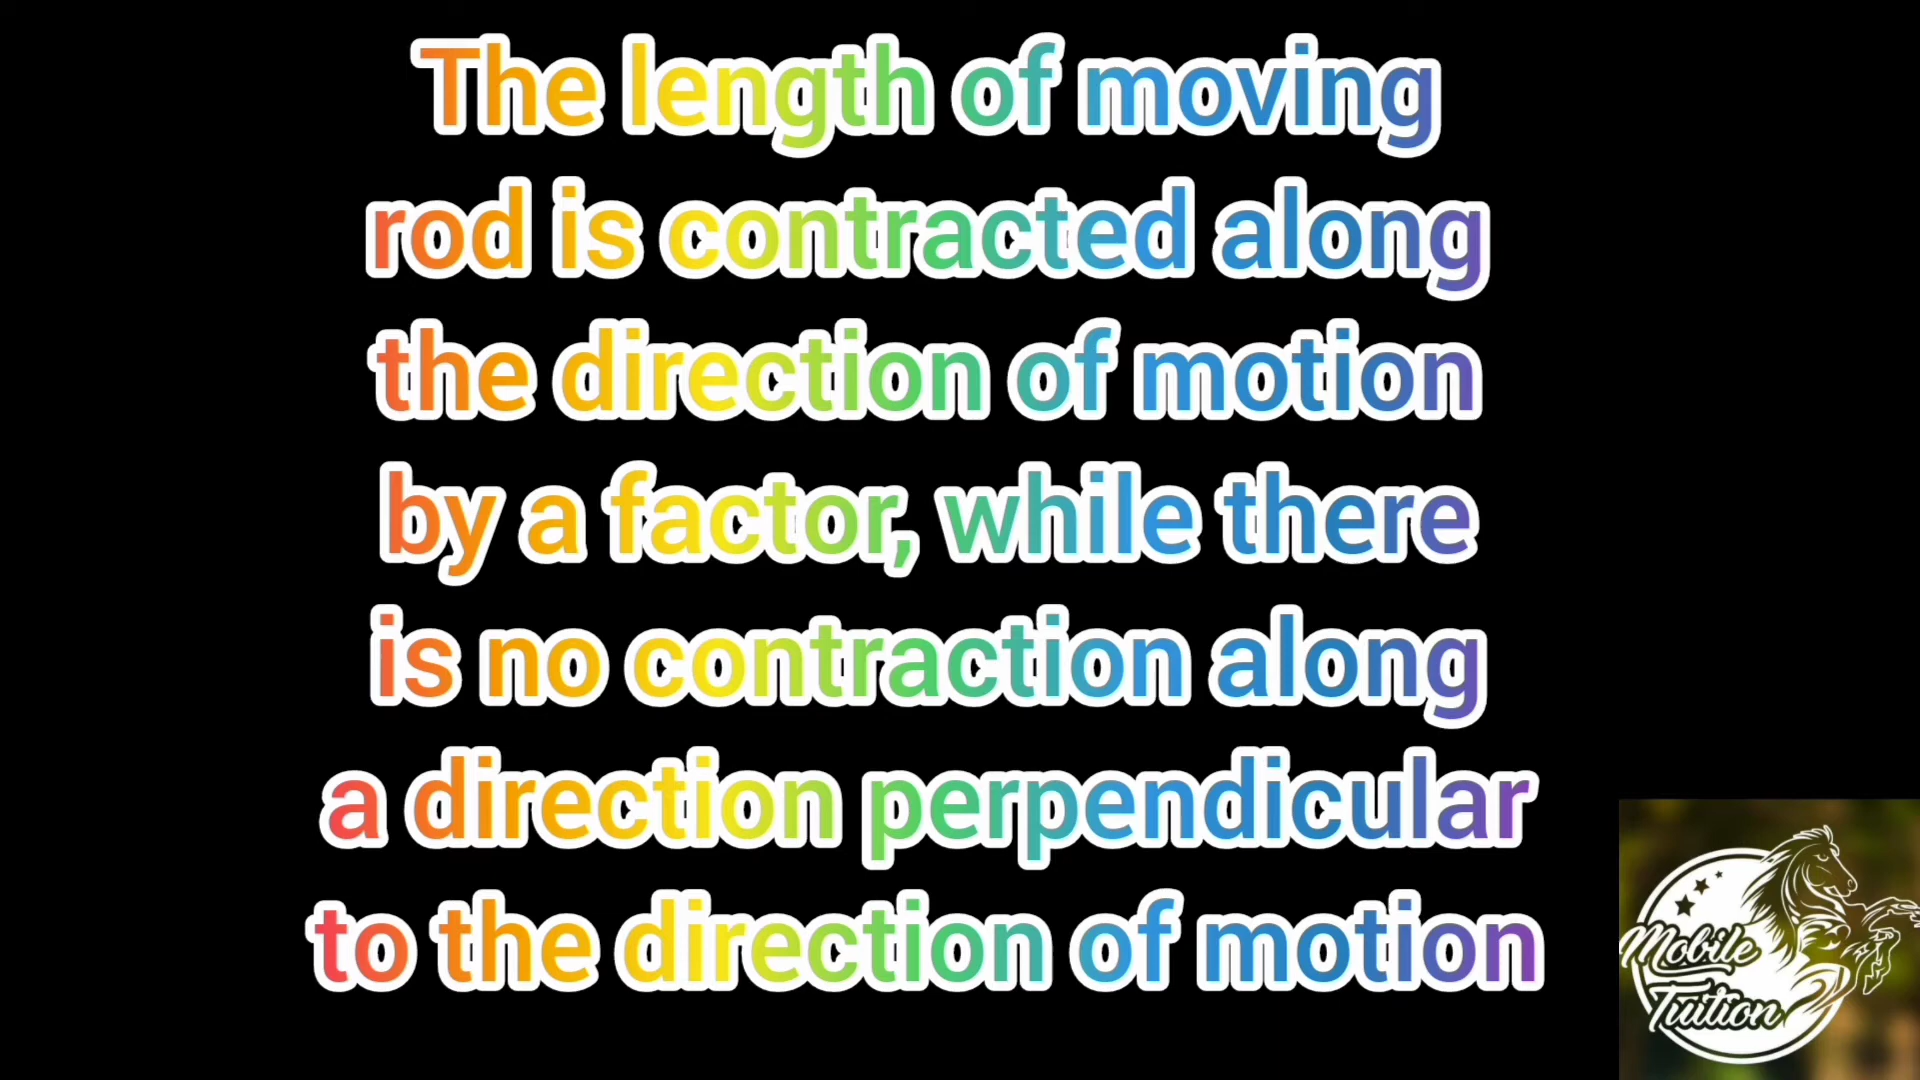 The length of moving
rod is contracted along
the direction of motion
by a factor, while there
is no contraction along
a direction perpendicular
to the direction of motion
Mobile
Tuition